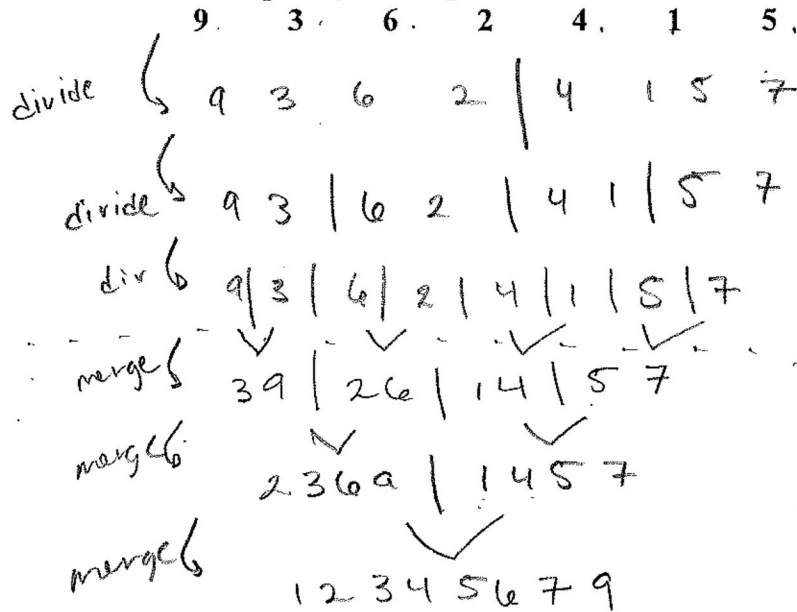 9. 3. 6. 2 4. 1 5.
divide 9 3 6 2 | 4 1 5 7
divide 9 3 | 6 2 | 4 1 | 5 7
div 9 | 3 | 6 | 2 | 4 | 1 | 5 | 7
merge 3 9 | 2 6 | 1 4 | 5 7
merge 2 3 6 9 | 1 4 5 7
merge 1 2 3 4 5 6 7 9